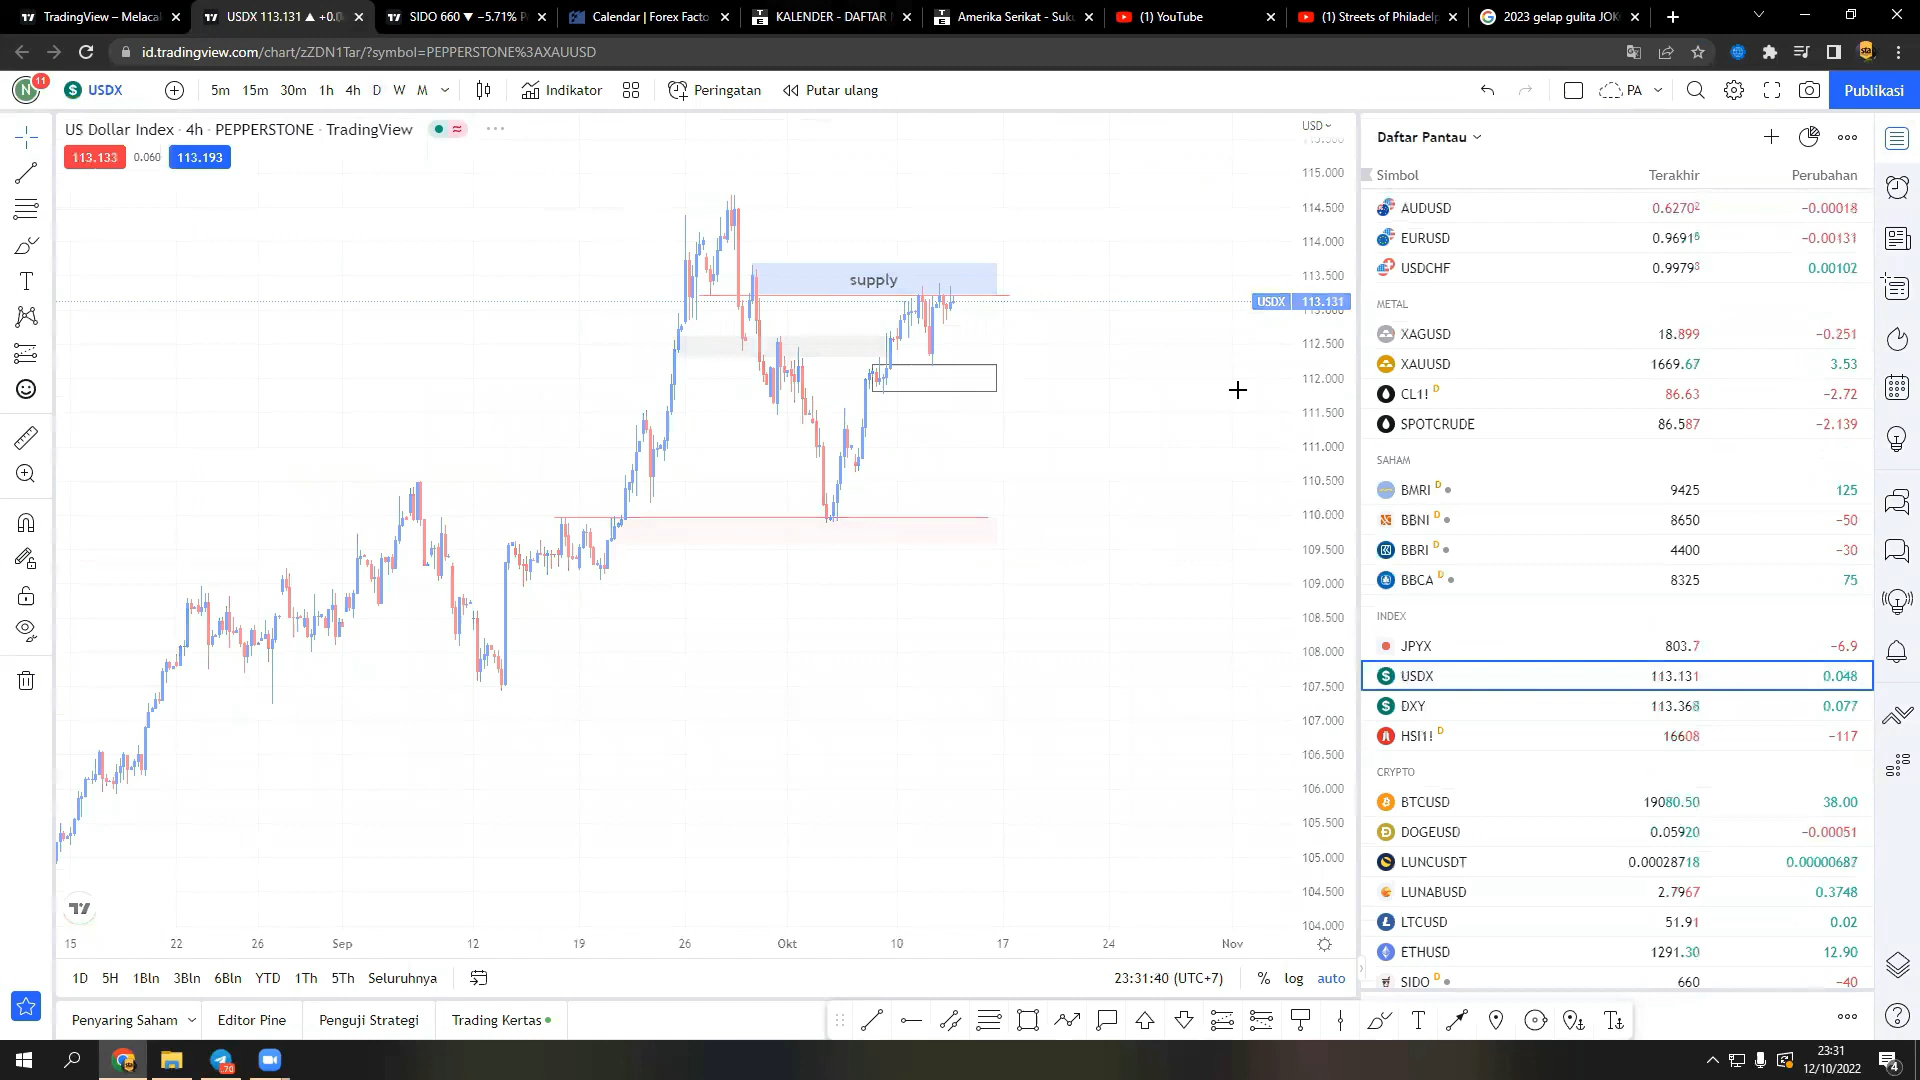 TradingView – Melaca
USDX 113.131 ▲ +0.0
SIDO 660 ▼ −5.71% P
Calendar | Forex Facto
KALENDER - DAFTAR
Amerika Serikat - Suku
(1) YouTube
(1) Streets of Philadelp
2023 gelap gulita JOK
id.tradingview.com/chart/zZDN1Tar/?symbol=PEPPERSTONE%3AXAUUSD
N
11
USDX
5m
15m
30m
1h
4h
D
W
M
Indikator
Peringatan
Putar ulang
PA
Publikasi
US Dollar Index · 4h · PEPPERSTONE · TradingView
113.133
0.060
113.193
USD
115.500
115.000
114.500
114.000
113.500
113.000
112.500
112.000
111.500
111.000
110.500
110.000
109.500
109.000
108.500
108.000
107.500
107.000
106.500
106.000
105.500
105.000
104.500
104.000
supply
USDX 113.131
15
22
26
Sep
12
19
26
Okt
10
17
24
Nov
1D
5H
1Bln
3Bln
6Bln
YTD
1Th
5Th
Seluruhnya
23:31:40 (UTC+7)
%
log
auto
Penyaring Saham
Editor Pine
Penguji Strategi
Trading Kertas
Daftar Pantau
Simbol Terakhir Perubahan
AUDUSD 0.62702 −0.00018
EURUSD 0.96916 −0.00131
USDCHF 0.99793 0.00102
METAL
XAGUSD 18.899 −0.251
XAUUSD 1669.67 3.53
CL1! D 86.63 −2.72
SPOTCRUDE 86.587 −2.139
SAHAM
BMRI D 9425 125
BBNI D 8650 −50
BBRI D 4400 −30
BBCA D 8325 75
INDEX
JPYX 803.7 −6.9
USDX 113.131 0.048
DXY 113.368 0.077
HSI1! D 16608 −117
CRYPTO
BTCUSD 19080.50 38.00
DOGEUSD 0.05920 −0.00051
LUNCUSDT 0.00028718 0.00000687
LUNABUSD 2.7967 0.3748
LTCUSD 51.91 0.02
ETHUSD 1291.30 12.90
SIDO D 660 −40
70
23:31
12/10/2022
4